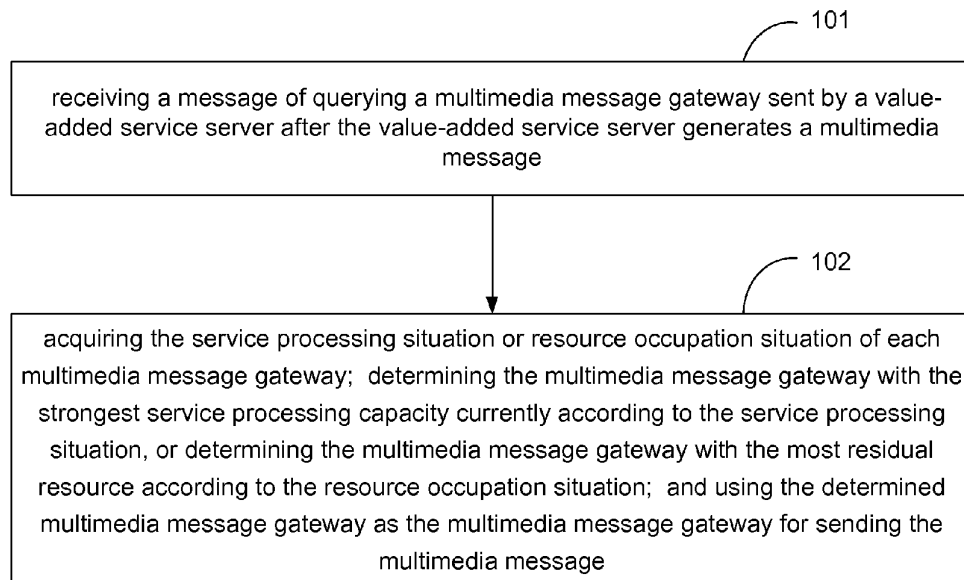 101
receiving a message of querying a multimedia message gateway sent by a value-
added service server after the value-added service server generates a multimedia
message
102
acquiring the service processing situation or resource occupation situation of each
multimedia message gateway; determining the multimedia message gateway with the
strongest service processing capacity currently according to the service processing
situation, or determining the multimedia message gateway with the most residual
resource according to the resource occupation situation; and using the determined
multimedia message gateway as the multimedia message gateway for sending the
multimedia message